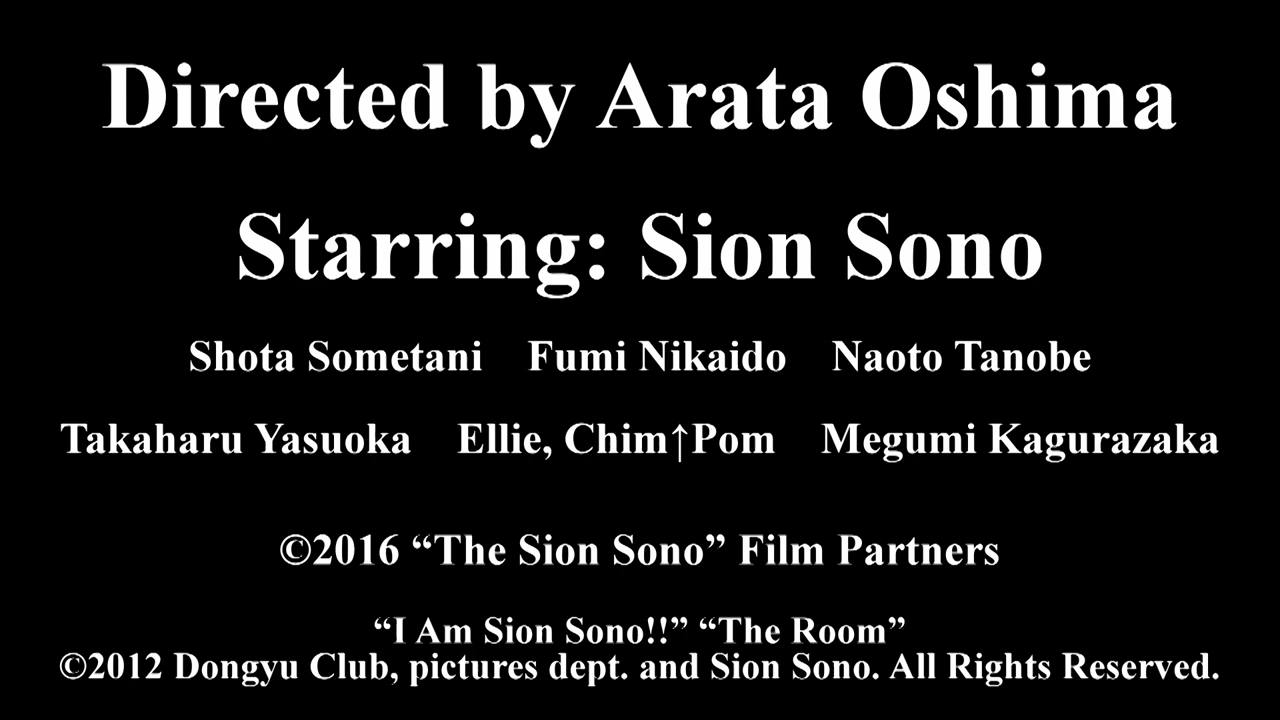 Directed by Arata Oshima
Starring: Sion Sono
Shota Sometani Fumi Nikaido Naoto Tanobe
Takaharu Yasuoka Ellie, Chim↑Pom Megumi Kagurazaka
©2016 “The Sion Sono” Film Partners
“I Am Sion Sono!!” “The Room”
©2012 Dongyu Club, pictures dept. and Sion Sono. All Rights Reserved.